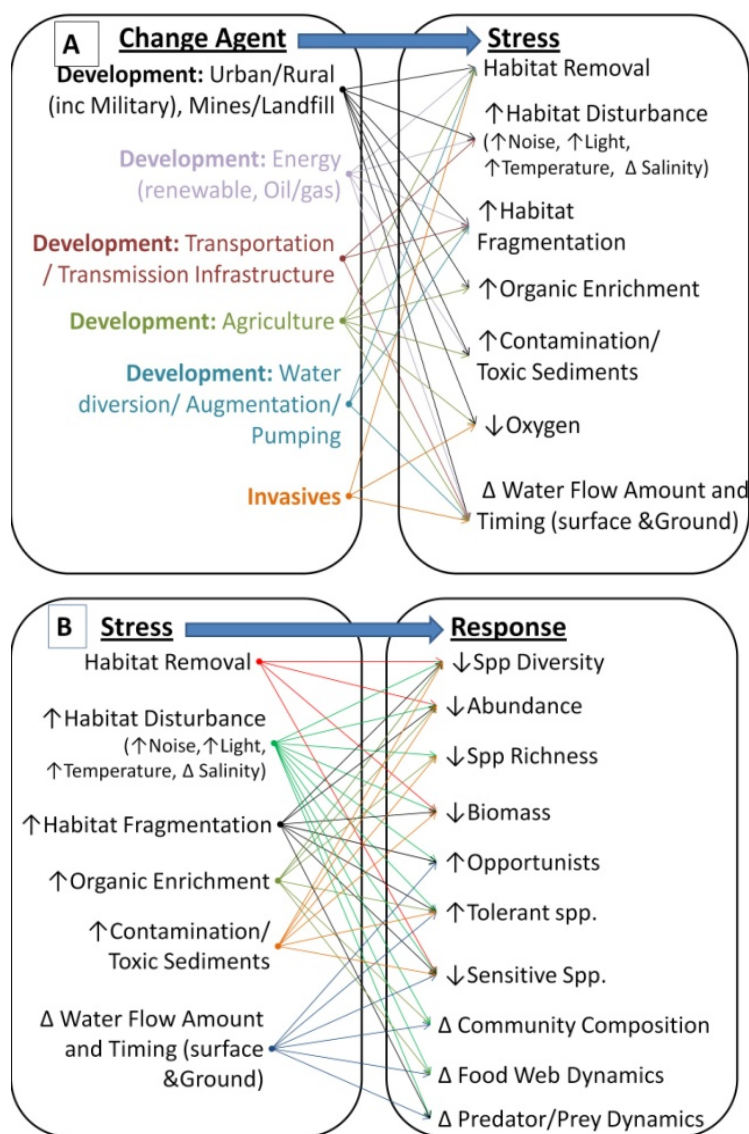 A
Change Agent
Stress
Development: Urban/Rural
(inc Military), Mines/Landfill
Development: Energy
(renewable, Oil/gas)
Development: Transportation
/ Transmission Infrastructure
Development: Agriculture
Development: Water
diversion/ Augmentation/
Pumping
Invasives
Habitat Removal
↑Habitat Disturbance
(↑Noise, ↑Light,
↑Temperature, Δ Salinity)
↑Habitat
Fragmentation
↑Organic Enrichment
↑Contamination/
Toxic Sediments
↓Oxygen
Δ Water Flow Amount and
Timing (surface &Ground)
B
Stress
Response
Habitat Removal
↑Habitat Disturbance
(↑Noise,↑Light,
↑Temperature, Δ Salinity)
↑Habitat Fragmentation
↑Organic Enrichment
↑Contamination/
Toxic Sediments
Δ Water Flow Amount
and Timing (surface
&Ground)
↓Spp Diversity
↓Abundance
↓Spp Richness
↓Biomass
↑Opportunists
↑Tolerant spp.
↓Sensitive Spp.
Δ Community Composition
Δ Food Web Dynamics
Δ Predator/Prey Dynamics